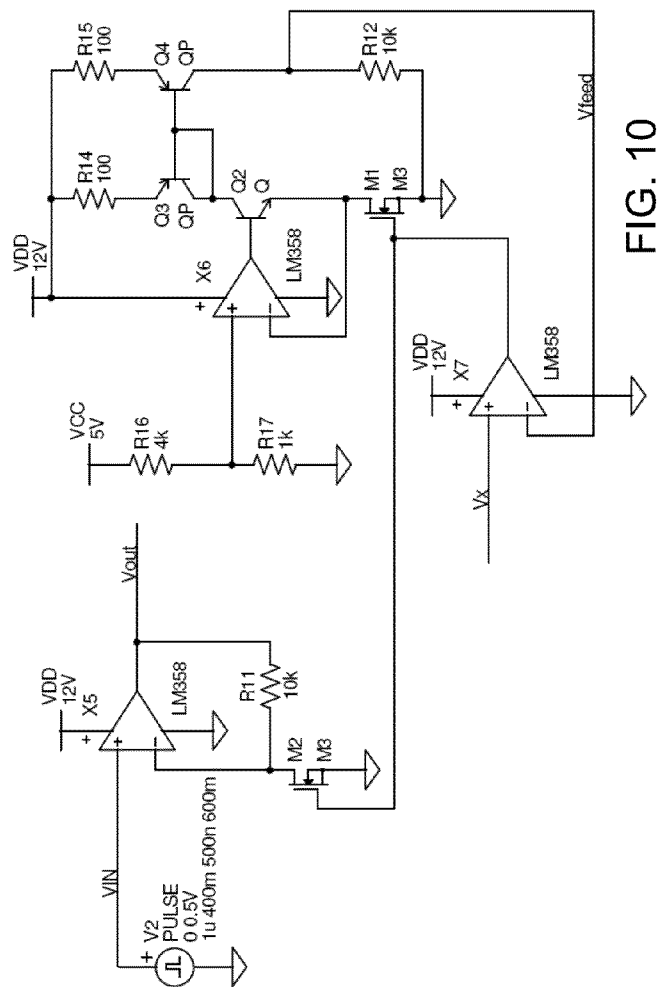 VDD
12V
X5
+
+
−
LM358
VIN
+
V2
PULSE
0 0.5V
1u 400m 500n 600m
Vout
R11
10k
M2
M3
VCC
5V
R16
4k
R17
1k
VDD
12V
X6
+
+
−
LM358
R14
100
R15
100
Q3
QP
Q4
QP
Q2
Q
R12
10k
M1
M3
VDD
12V
X7
+
+
−
LM358
Vx
Vfeed
FIG. 10